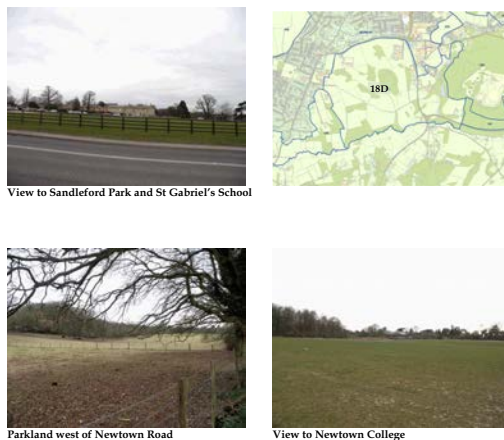 18D
View to Sandleford Park and St Gabriel's School
Parkland west of Newtown Road
View to Newtown College